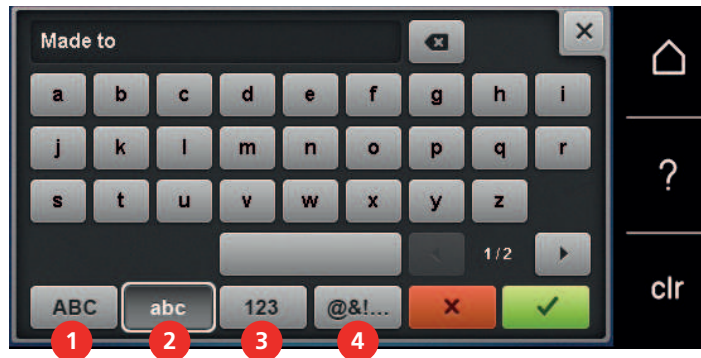 Made to
a b c d e f g h i
j k l m n o p q r
?
s t u v w x y z
1/2
clr
ABC abc 123 @&!...
1 2 3 4